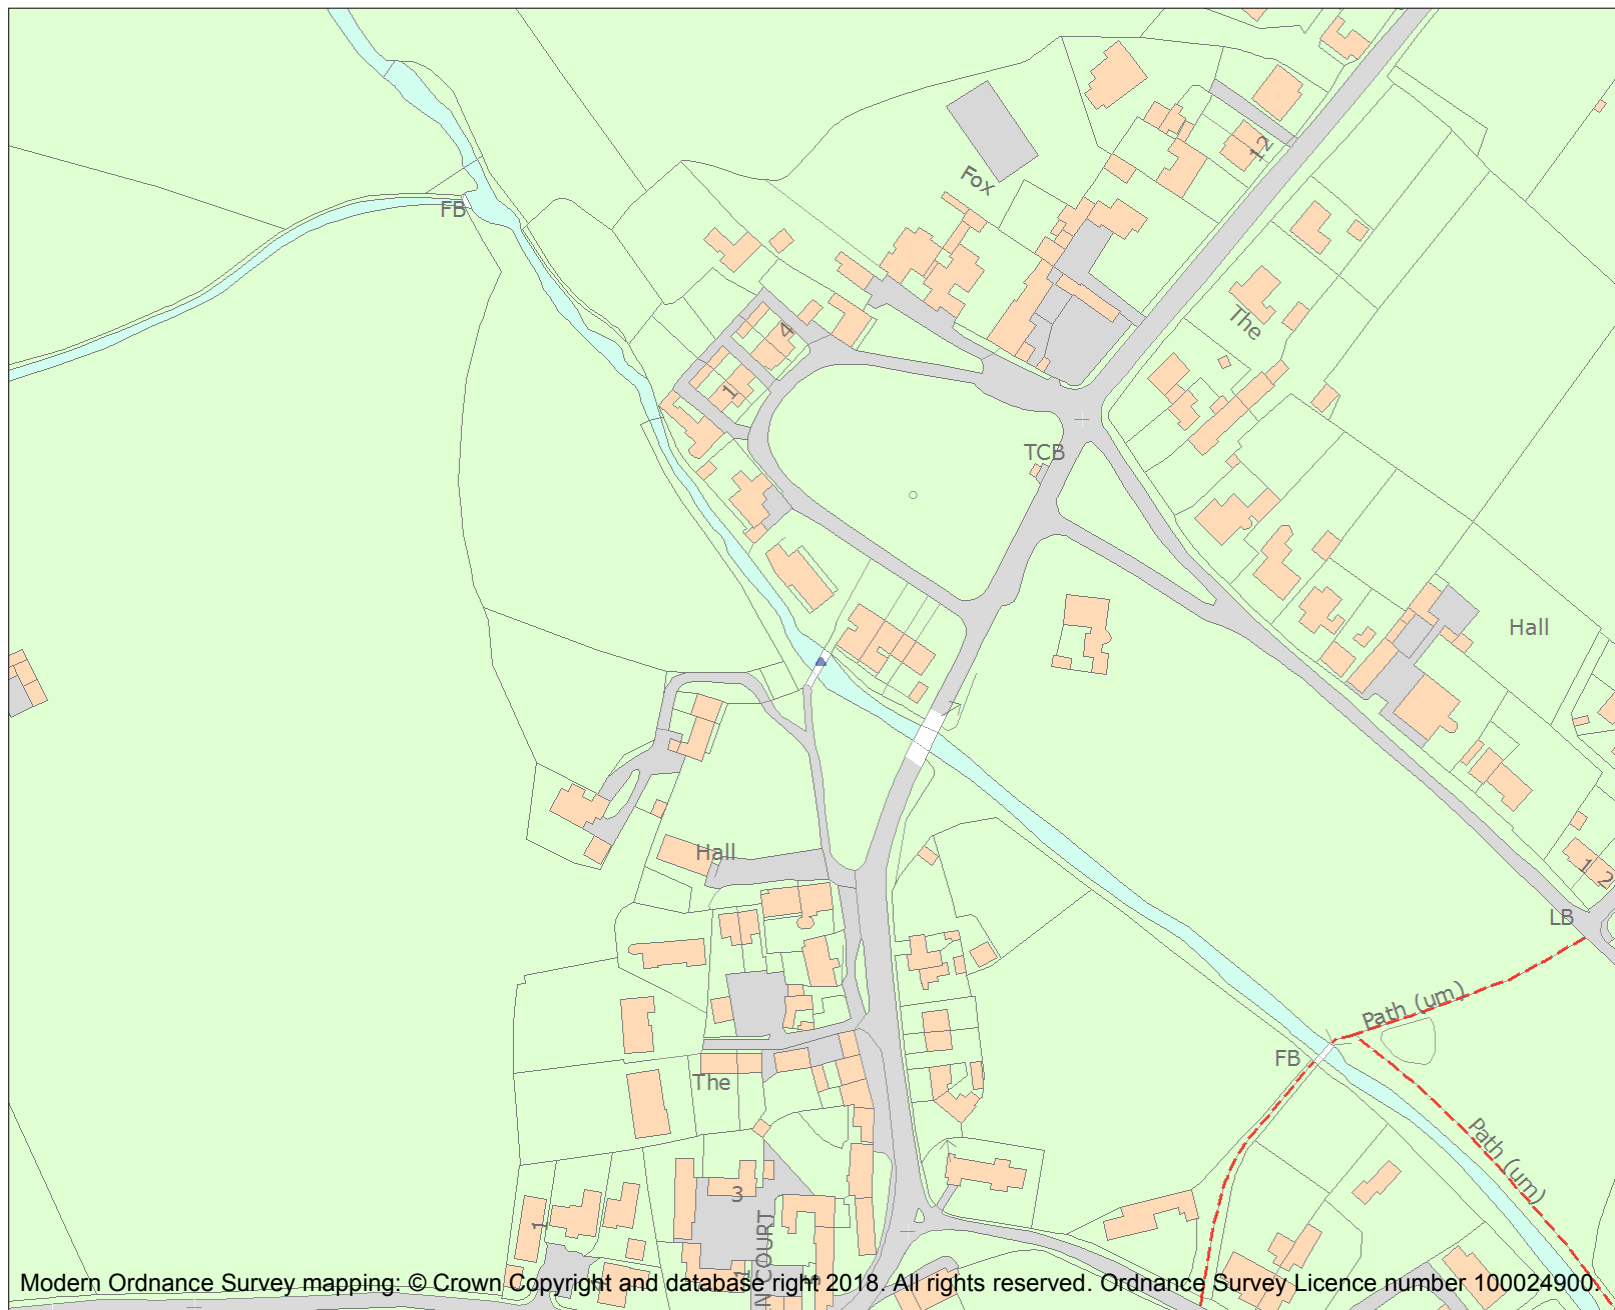 12
FB
Fox
4
The
1
TCB
Hall
Hall
1
2
LB
Path (um)
FB
The
Path (um)
3
1
COURT
Modern Ordnance Survey mapping: © Crown Copyright and database right 2018. All rights reserved. Ordnance Survey Licence number 100024900.